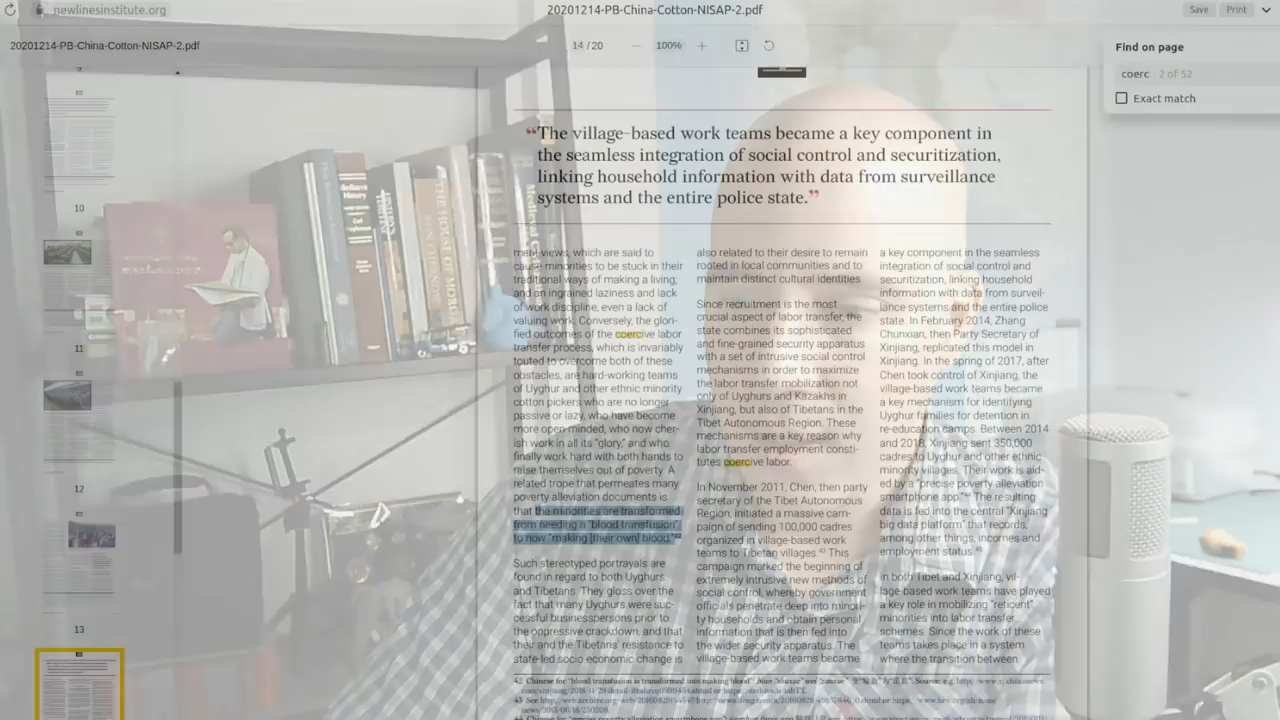 newlinesinstitute.org
20201214-PB-China-Cotton-NISAP-2.pdf
Save
Print
20201214-PB-China-Cotton-NISAP-2.pdf
14 / 20
100%
Find on page
coerc 2 of 52
Exact match
10
11
12
13
“The village-based work teams became a key component in
the seamless integration of social control and securitization,
linking household information with data from surveillance
systems and the entire police state.”
ment views, which are said to
cause minorities to be stuck in their
traditional ways of making a living;
and an ingrained laziness and lack
of work discipline, even a lack of
valuing work. Conversely, the glori-
fied outcomes of the coercive labor
transfer process, which is invariably
touted to overcome both of these
obstacles, are hard-working teams
of Uyghur and other ethnic minority
cotton pickers who are no longer
passive or lazy, who have become
more open-minded, who now cher-
ish work in all its “glory,” and who
finally work hard with both hands to
raise themselves out of poverty. A
related trope that permeates many
poverty alleviation documents is
that the minorities are transformed
from needing a “blood transfusion”
to now “making [their own] blood.”42
Such stereotyped portrayals are
found in regard to both Uyghurs
and Tibetans. They gloss over the
fact that many Uyghurs were suc-
cessful businesspersons prior to
the oppressive crackdown, and that
their and the Tibetans’ resistance to
state-led socio-economic change is
also related to their desire to remain
rooted in local communities and to
maintain distinct cultural identities.
Since recruitment is the most
crucial aspect of labor transfer, the
state combines its sophisticated
and fine-grained security apparatus
with a set of intrusive social control
mechanisms in order to maximize
the labor transfer mobilization not
only of Uyghurs and Kazakhs in
Xinjiang, but also of Tibetans in the
Tibet Autonomous Region. These
mechanisms are a key reason why
labor transfer employment consti-
tutes coercive labor.
In November 2011, Chen, then party
secretary of the Tibet Autonomous
Region, initiated a massive cam-
paign of sending 100,000 cadres
organized in village-based work
teams to Tibetan villages.43 This
campaign marked the beginning of
extremely intrusive new methods of
social control, whereby government
officials penetrate deep into minori-
ty households and obtain personal
information that is then fed into
the wider security apparatus. The
village-based work teams became
a key component in the seamless
integration of social control and
securitization, linking household
information with data from surveil-
lance systems and the entire police
state. In February 2014, Zhang
Chunxian, then Party Secretary of
Xinjiang, replicated this model in
Xinjiang. In the spring of 2017, after
Chen took control of Xinjiang, the
village-based work teams became
a key mechanism for identifying
Uyghur families for detention in
re-education camps. Between 2014
and 2018, Xinjiang sent 350,000
cadres to Uyghur and other ethnic
minority villages. Their work is aid-
ed by a “precise poverty alleviation
smartphone app.”44 The resulting
data is fed into the central “Xinjiang
big data platform” that records,
among other things, incomes and
employment status.45
In both Tibet and Xinjiang, vil-
lage-based work teams have played
a key role in mobilizing “reticent”
minorities into labor transfer
schemes. Since the work of these
teams takes place in a system
where the transition between
42 Chinese for “blood transfusion is transformed into making blood”:
43 See
44 Chinese for “precise poverty alleviation smartphone app”